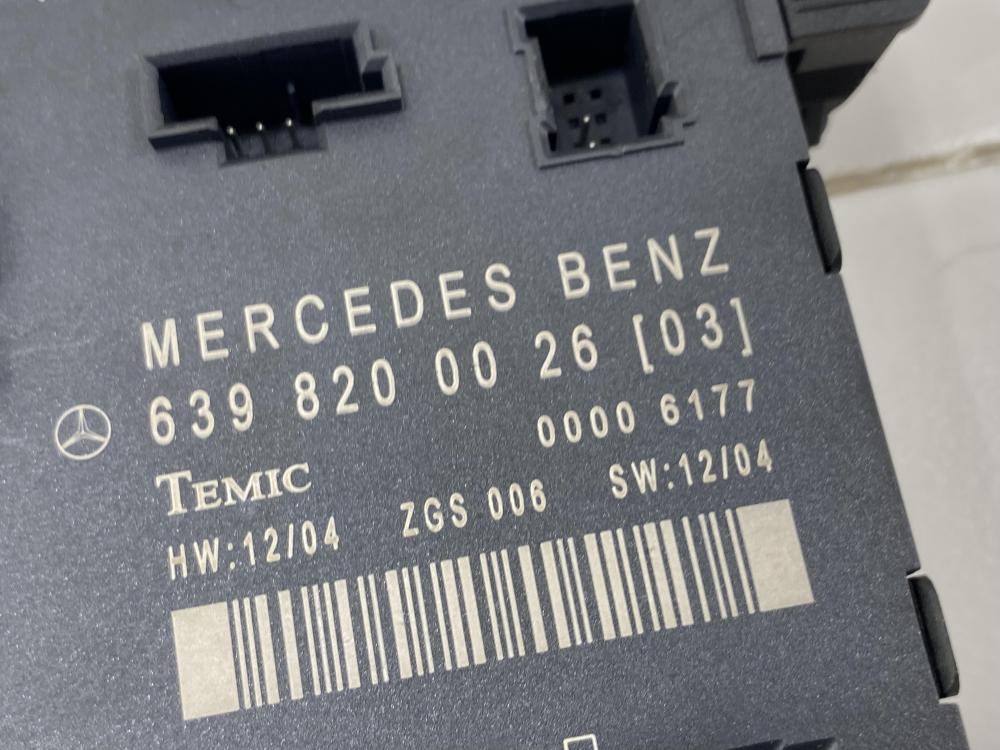 MERCEDES BENZ
639 820 00 26 [03]
0000 6177
TEMIC
HW:12/04 ZGS 006 SW:12/04